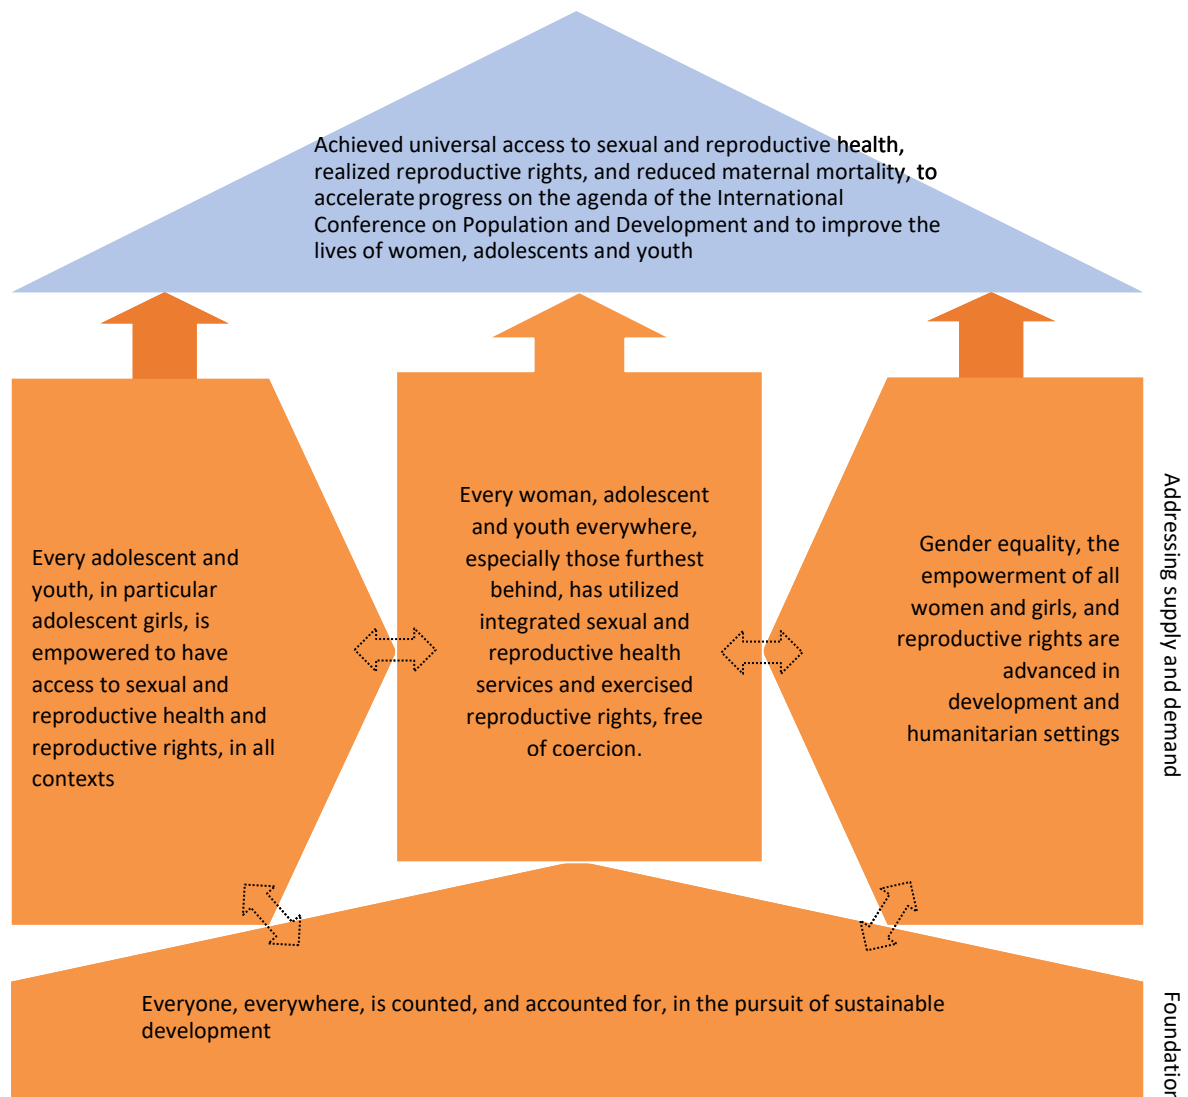 Achieved universal access to sexual and reproductive health,
realized reproductive rights, and reduced maternal mortality, to
accelerate progress on the agenda of the International
Conference on Population and Development and to improve the
lives of women, adolescents and youth
Every adolescent and
youth, in particular
adolescent girls, is
empowered to have
access to sexual and
reproductive health and
reproductive rights, in all
contexts
Every woman, adolescent
and youth everywhere,
especially those furthest
behind, has utilized
integrated sexual and
reproductive health
services and exercised
reproductive rights, free
of coercion.
Gender equality, the
empowerment of all
women and girls, and
reproductive rights are
advanced in
development and
humanitarian settings
Addressing supply and demand
Everyone, everywhere, is counted, and accounted for, in the pursuit of sustainable
development
Foundation